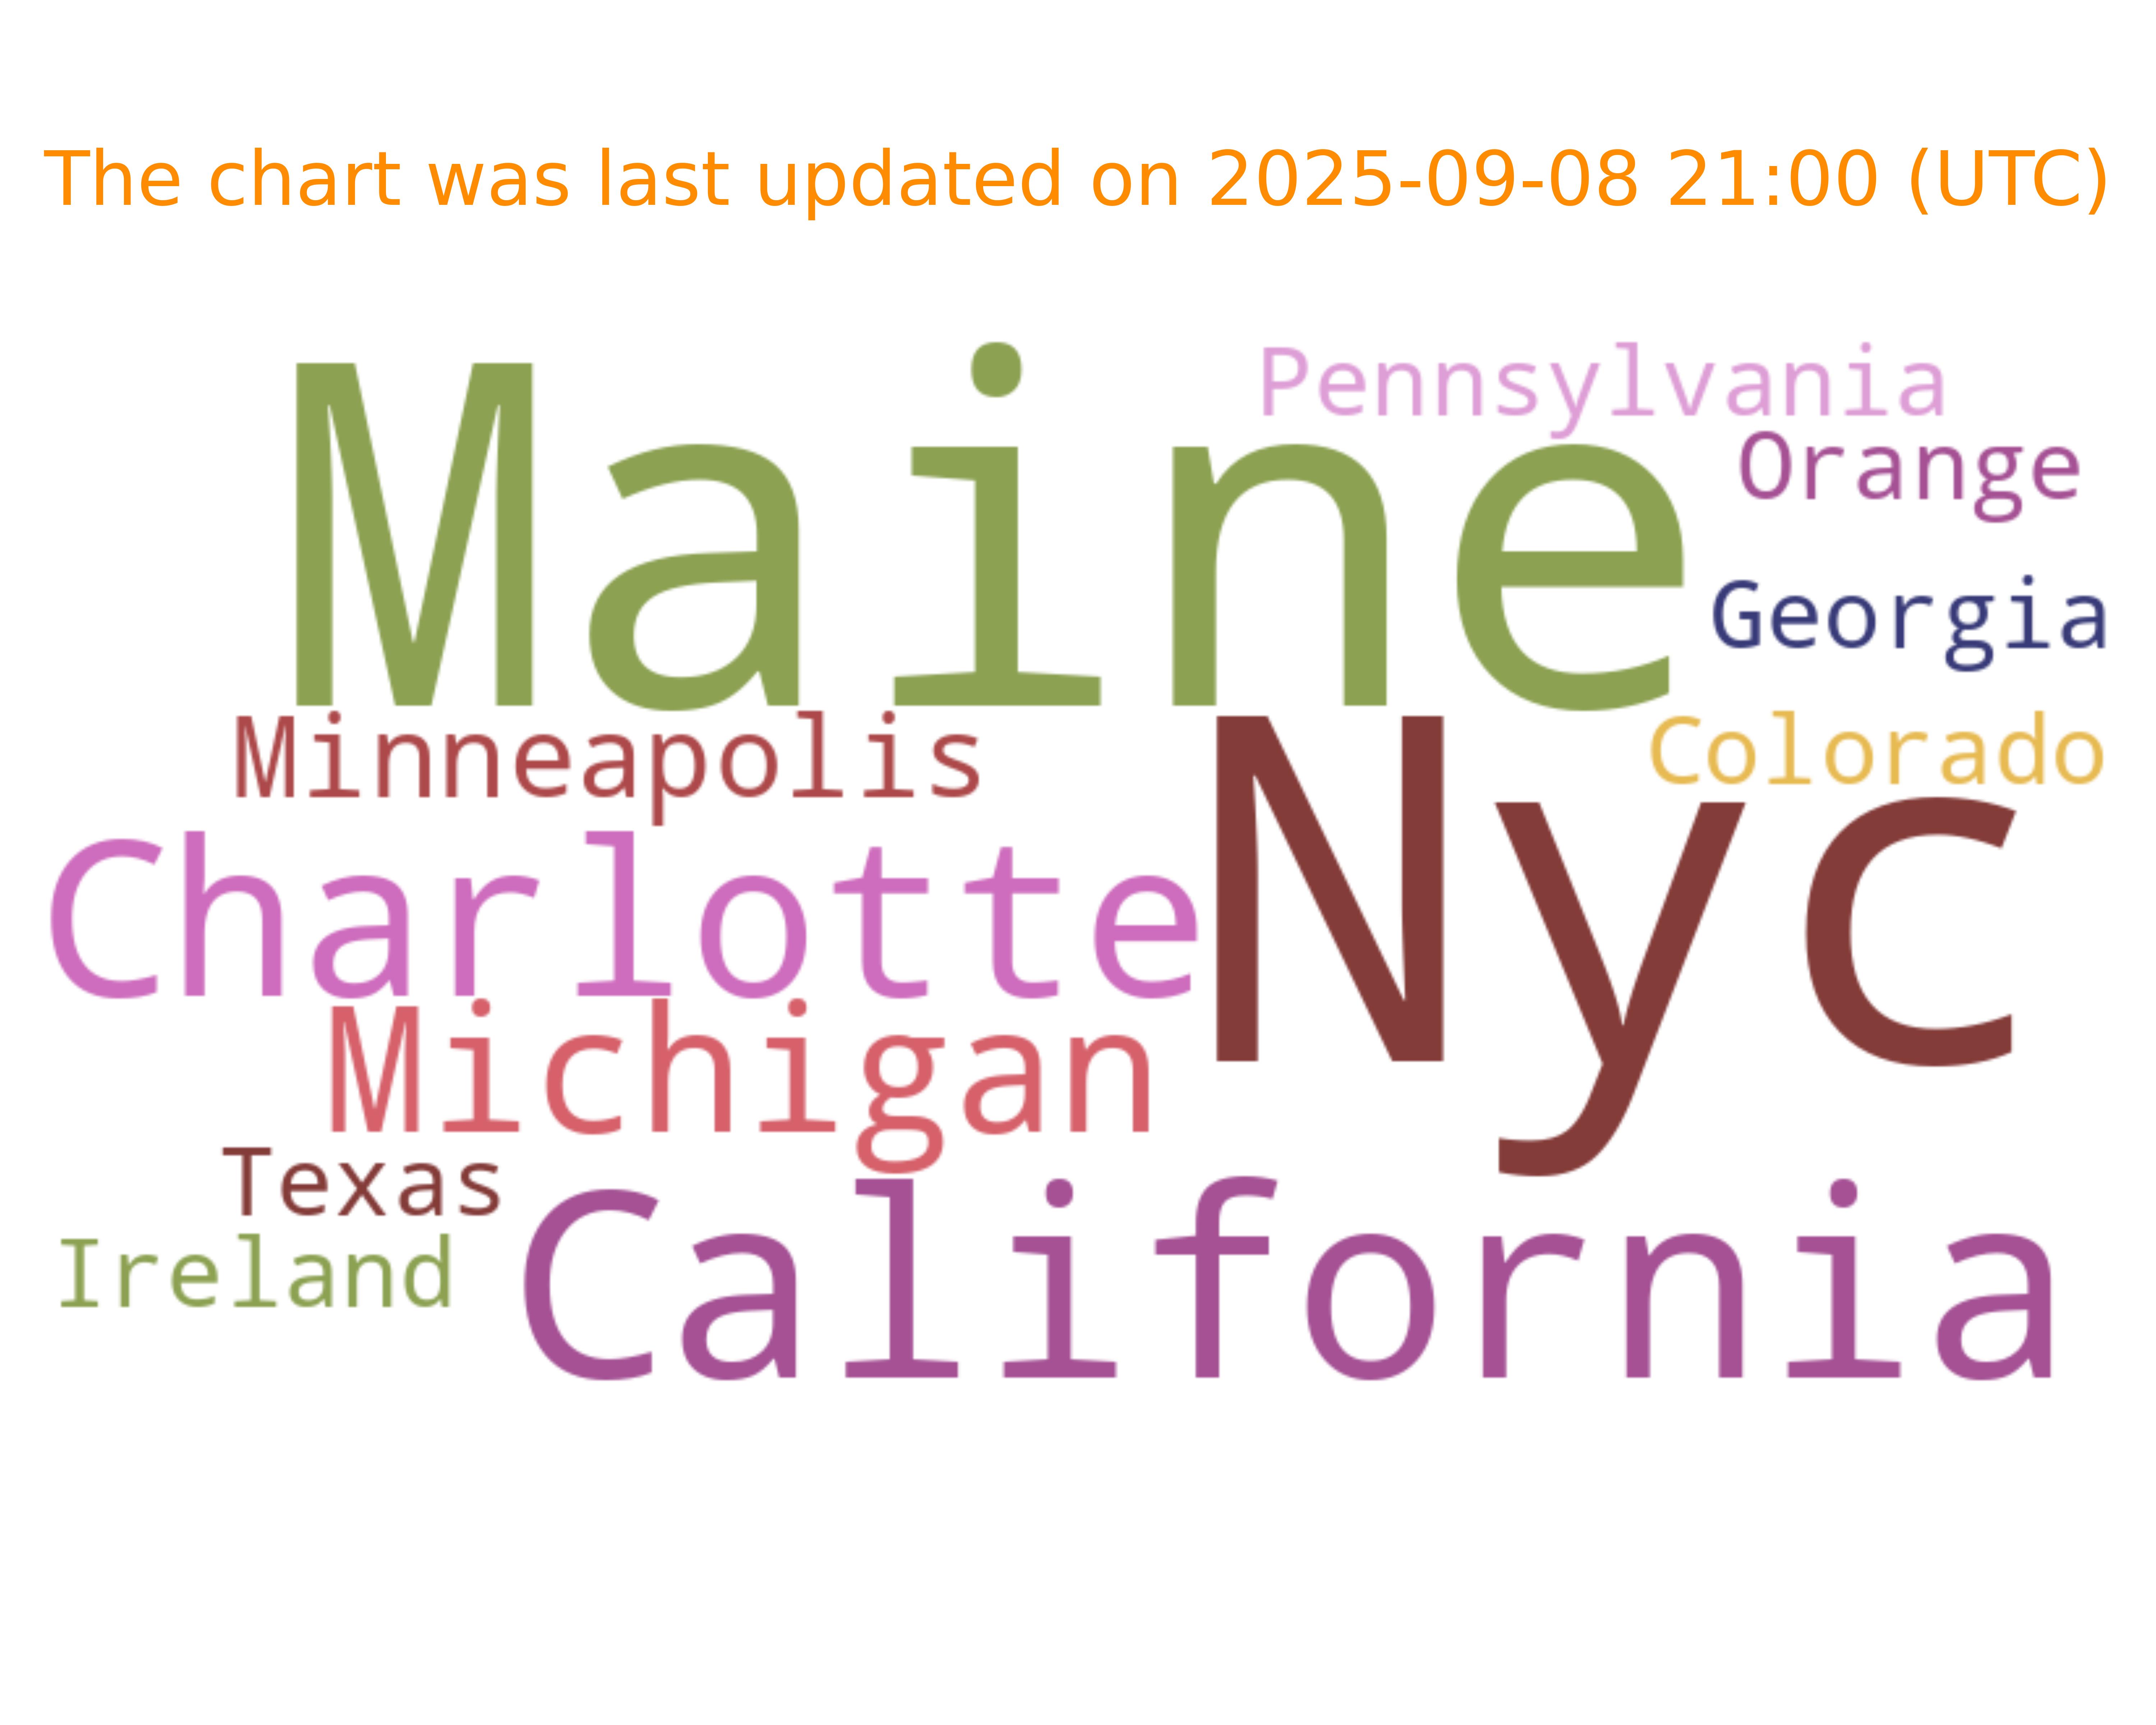 The chart was last updated on 2025-09-08 21:00 (UTC)
Maine
Pennsylvania
Orange
Georgia
Minneapolis
Colorado
Charlotte
Nyc
Michigan
Texas
Ireland
California